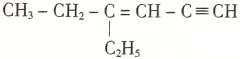 CH₃ – CH₂ – C = CH – C ≡ CH
C₂H₅